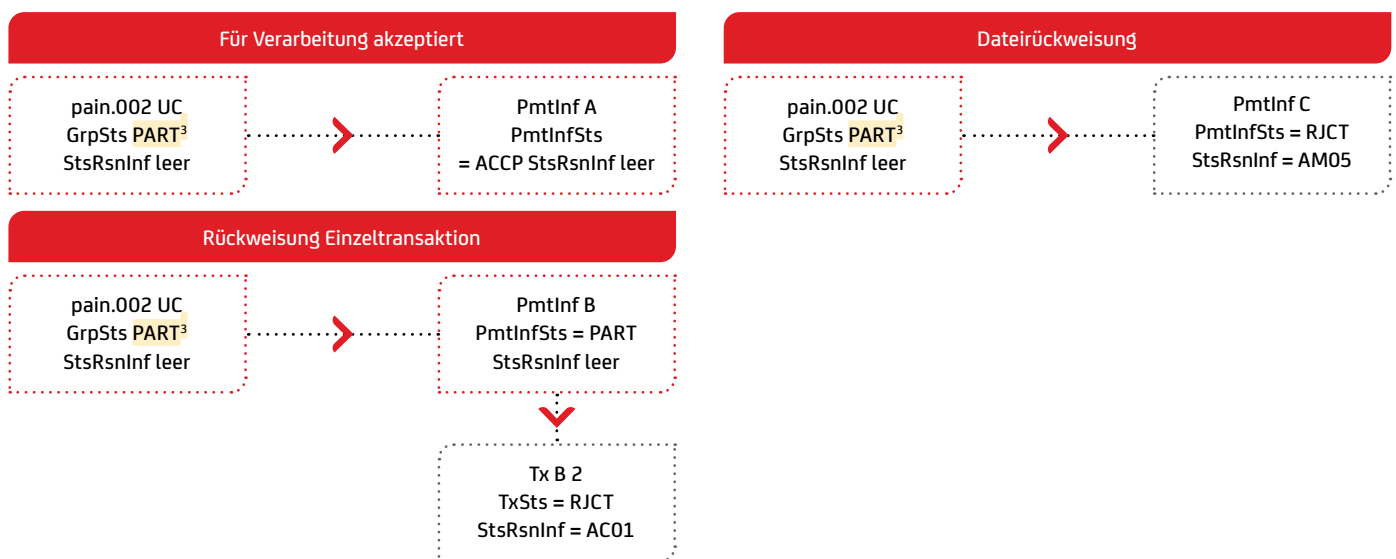 Für Verarbeitung akzeptiert
pain.002 UC
GrpSts PART³
StsRsnInf leer
PmtInf A
PmtInfSts
= ACCP StsRsnInf leer
Rückweisung Einzeltransaktion
pain.002 UC
GrpSts PART³
StsRsnInf leer
PmtInf B
PmtInfSts = PART
StsRsnInf leer
Tx B 2
TxSts = RJCT
StsRsnInf = AC01
Dateirückweisung
pain.002 UC
GrpSts PART³
StsRsnInf leer
PmtInf C
PmtInfSts = RJCT
StsRsnInf = AM05